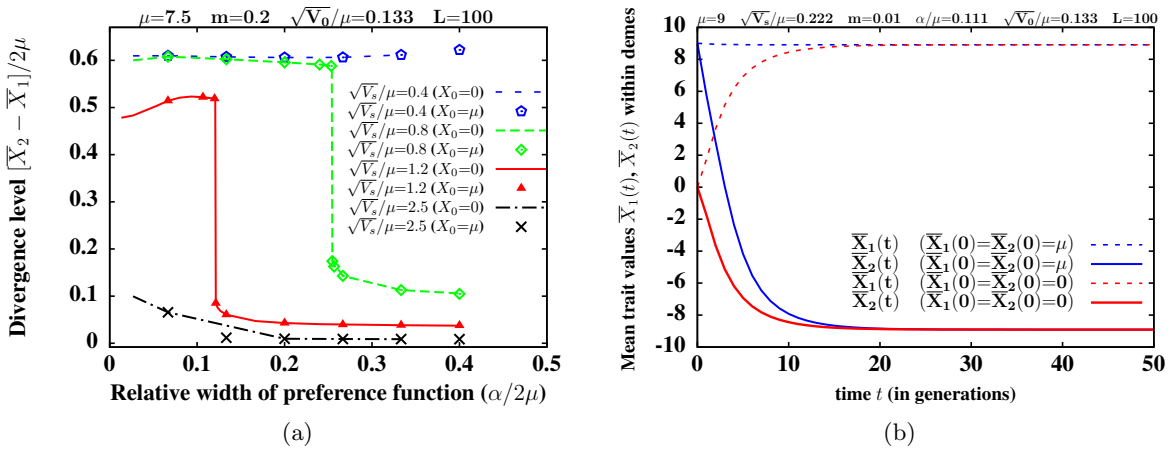 μ=7.5 m=0.2 √V₀/μ=0.133 L=100
Divergence level [X̅₂ − X̅₁]/2μ
0.6
0.5
0.4
0.3
0.2
0.1
0
√Vₛ/μ=0.4 (X₀=0)
√Vₛ/μ=0.4 (X₀=μ)
√Vₛ/μ=0.8 (X₀=0)
√Vₛ/μ=0.8 (X₀=μ)
√Vₛ/μ=1.2 (X₀=0)
√Vₛ/μ=1.2 (X₀=μ)
√Vₛ/μ=2.5 (X₀=0)
√Vₛ/μ=2.5 (X₀=μ)
0 0.1 0.2 0.3 0.4 0.5
Relative width of preference function (α/2μ)
(a)
μ=9 √Vₛ/μ=0.222 m=0.01 α/μ=0.111 √V₀/μ=0.133 L=100
Mean trait values X̅₁(t), X̅₂(t) within demes
10
8
6
4
2
0
-2
-4
-6
-8
-10
X̅₁(t) (X̅₁(0)=X̅₂(0)=μ)
X̅₂(t) (X̅₁(0)=X̅₂(0)=μ)
X̅₁(t) (X̅₁(0)=X̅₂(0)=0)
X̅₂(t) (X̅₁(0)=X̅₂(0)=0)
0 10 20 30 40 50
time t (in generations)
(b)